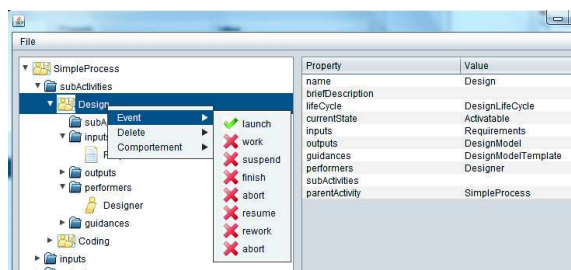 File
SimpleProcess
subActivities
Design
subA
inputs
outputs
performers
Designer
guidances
Coding
inputs
Event
Delete
Comportement
launch
work
suspend
finish
abort
resume
rework
abort
Property Value
name Design
briefDescription
lifeCycle DesignLifeCycle
currentState Activatable
inputs Requirements
outputs DesignModel
guidances DesignModelTemplate
performers Designer
subActivities
parentActivity SimpleProcess